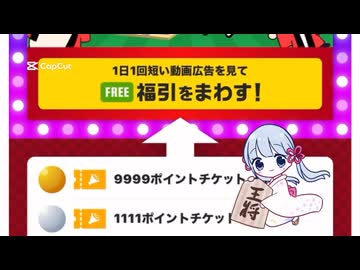 CapCut
1日1回短い動画広告を見て
FREE 福引をまわす!
9999ポイントチケット
1111ポイントチケット
王将